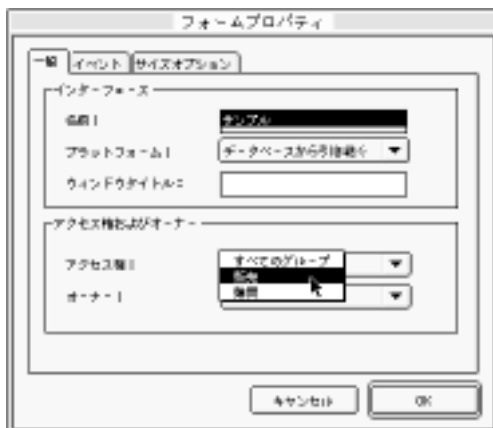 フォームプロパティ
一般 イベント サイズオプション
インターフェース
名前：
サンプル
プラットフォーム：
データベースから引き継ぐ
ウィンドウタイトル：
アクセス権およびオーナー
アクセス権：
すべてのグループ
販売
オーナー：
キャンセル
OK